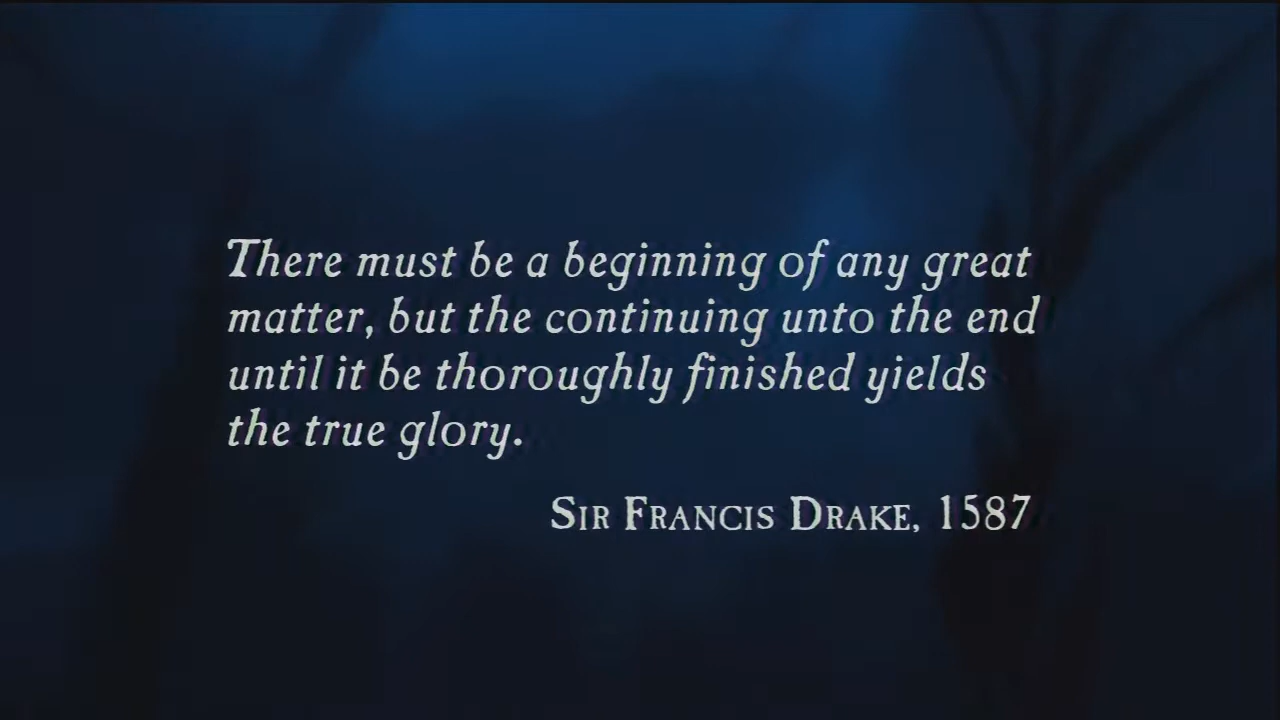 There must be a beginning of any great
matter, but the continuing unto the end
until it be thoroughly finished yields
the true glory.
Sir Francis Drake, 1587